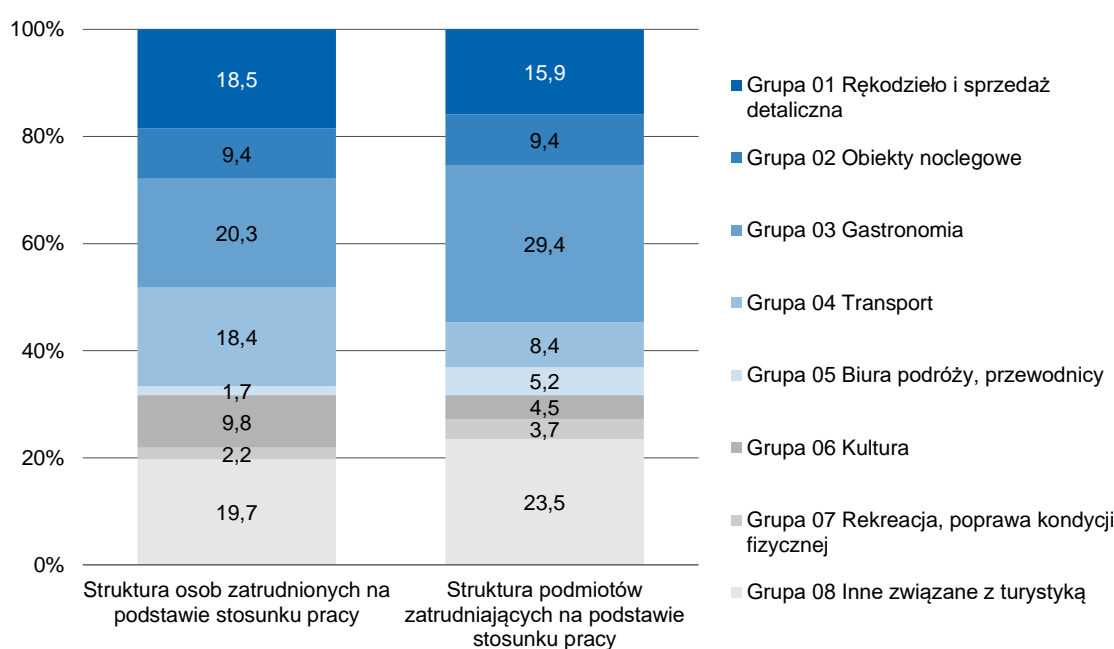 100%
80%
60%
40%
20%
0%
18,5
9,4
20,3
18,4
1,7
9,8
2,2
19,7
15,9
9,4
29,4
8,4
5,2
4,5
3,7
23,5
Struktura osob zatrudnionych na
podstawie stosunku pracy
Struktura podmiotów
zatrudniających na podstawie
stosunku pracy
Grupa 01 Rękodzieło i sprzedaż
detaliczna
Grupa 02 Obiekty noclegowe
Grupa 03 Gastronomia
Grupa 04 Transport
Grupa 05 Biura podróży, przewodnicy
Grupa 06 Kultura
Grupa 07 Rekreacja, poprawa kondycji
fizycznej
Grupa 08 Inne związane z turystyką